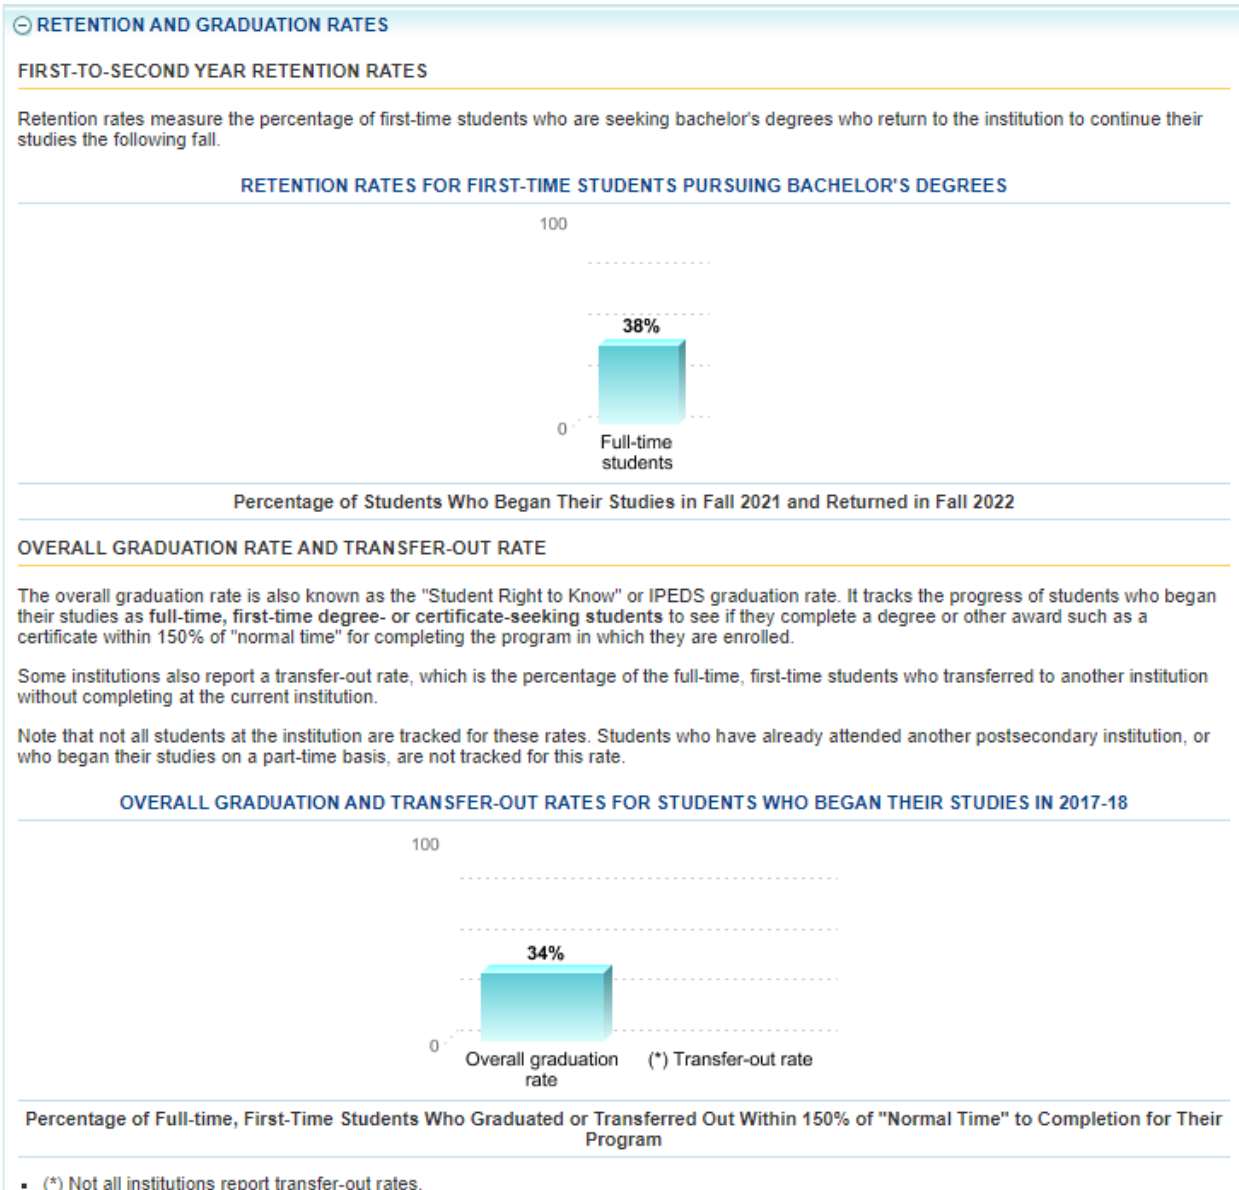 RETENTION AND GRADUATION RATES
FIRST-TO-SECOND YEAR RETENTION RATES
Retention rates measure the percentage of first-time students who are seeking bachelor's degrees who return to the institution to continue their
studies the following fall.
RETENTION RATES FOR FIRST-TIME STUDENTS PURSUING BACHELOR'S DEGREES
100
38%
0
Full-time
students
Percentage of Students Who Began Their Studies in Fall 2021 and Returned in Fall 2022
OVERALL GRADUATION RATE AND TRANSFER-OUT RATE
The overall graduation rate is also known as the "Student Right to Know" or IPEDS graduation rate. It tracks the progress of students who began
their studies as full-time, first-time degree- or certificate-seeking students to see if they complete a degree or other award such as a
certificate within 150% of "normal time" for completing the program in which they are enrolled.
Some institutions also report a transfer-out rate, which is the percentage of the full-time, first-time students who transferred to another institution
without completing at the current institution.
Note that not all students at the institution are tracked for these rates. Students who have already attended another postsecondary institution, or
who began their studies on a part-time basis, are not tracked for this rate.
OVERALL GRADUATION AND TRANSFER-OUT RATES FOR STUDENTS WHO BEGAN THEIR STUDIES IN 2017-18
100
34%
0
Overall graduation
rate
(*) Transfer-out rate
Percentage of Full-time, First-Time Students Who Graduated or Transferred Out Within 150% of "Normal Time" to Completion for Their
Program
(*) Not all institutions report transfer-out rates.